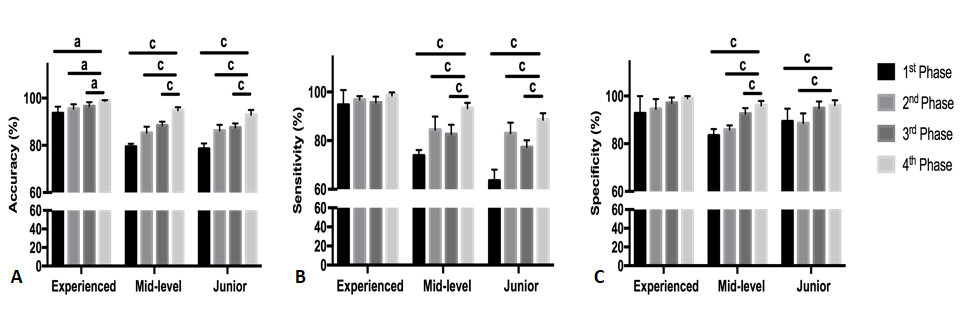 a
a
a
c
c
c
c
c
c
Accuracy (%)
100
80
60
60
40
20
0
Experienced Mid-level Junior
A
c
c
c
c
c
c
Sensitivity (%)
100
80
60
60
40
20
0
Experienced Mid-level Junior
B
c
c
c
c
c
Specificity (%)
100
80
60
60
40
20
0
Experienced Mid-level Junior
C
1st Phase
2nd Phase
3rd Phase
4th Phase